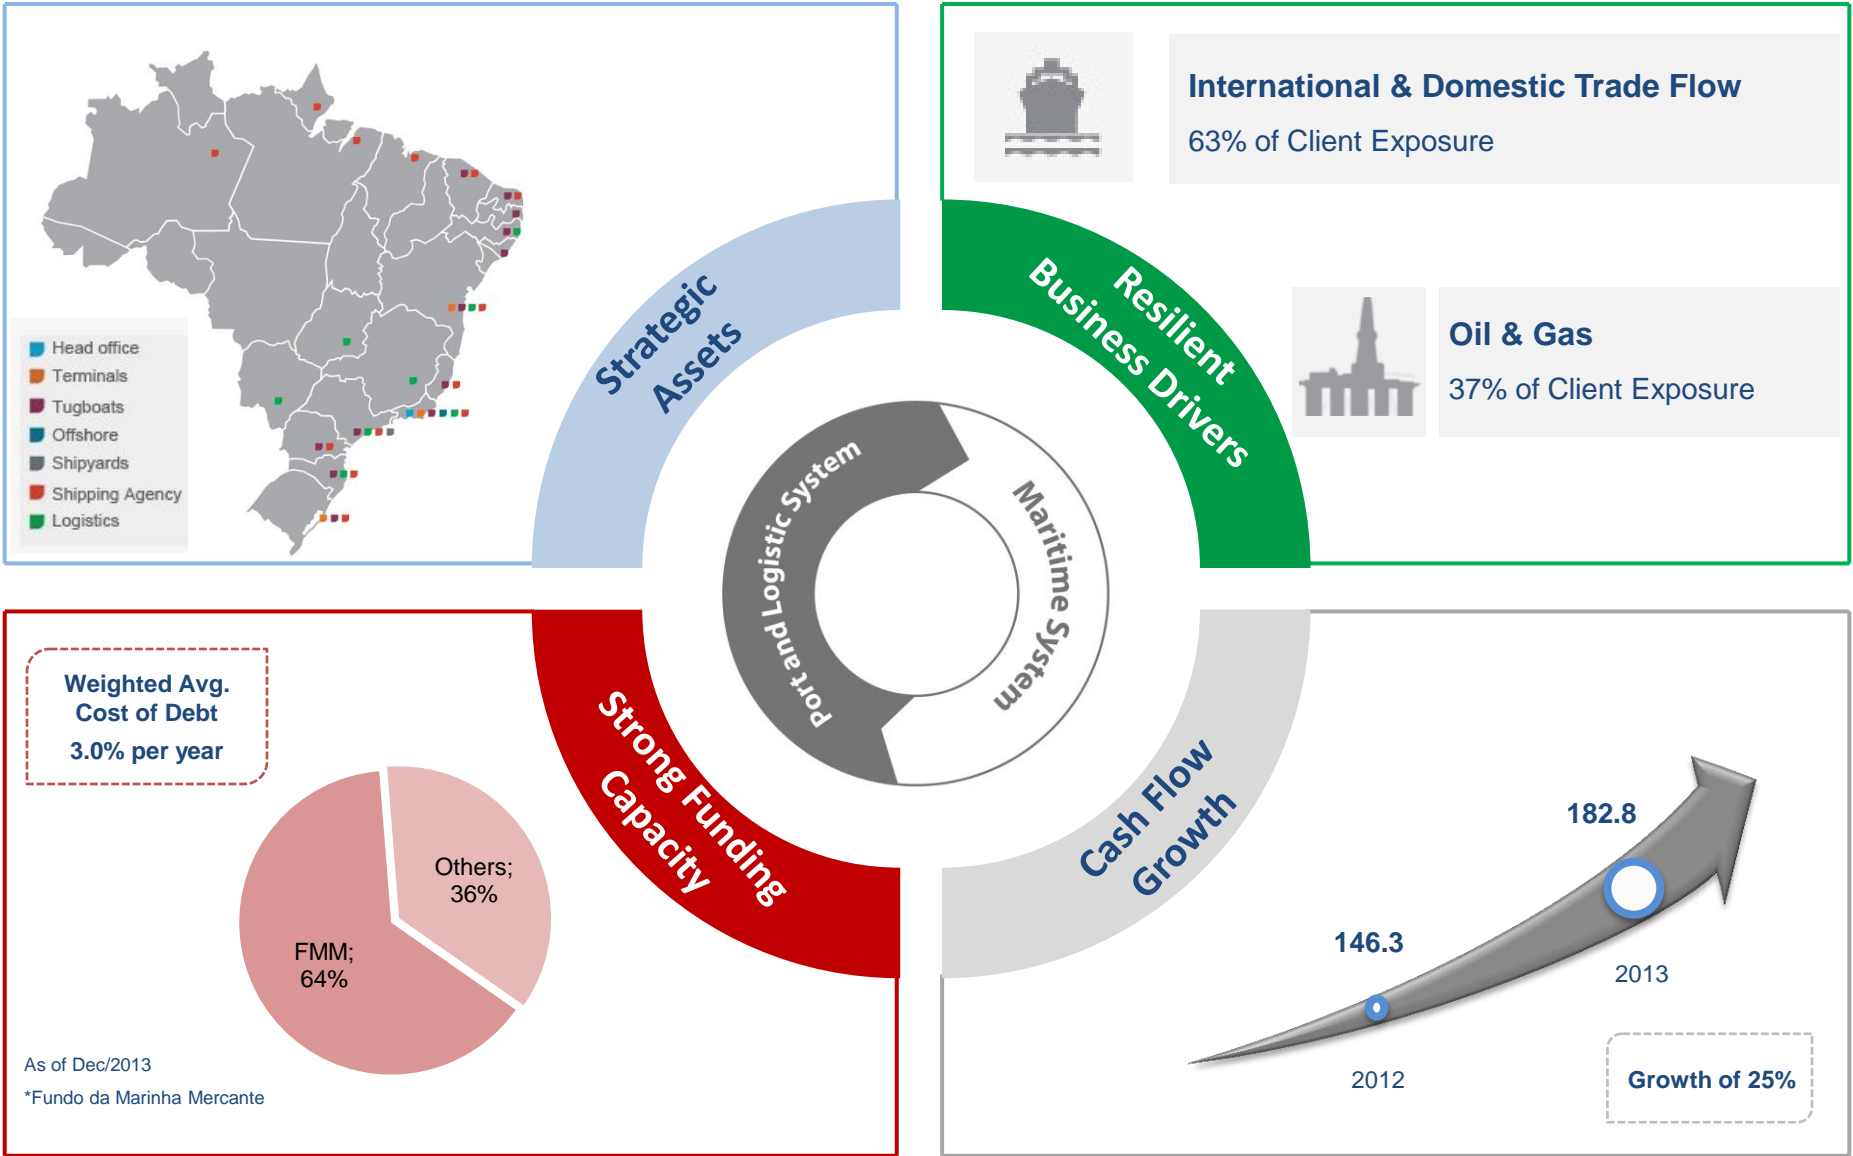 Head office
Terminals
Tugboats
Offshore
Shipyards
Shipping Agency
Logistics
Strategic
Assets
International & Domestic Trade Flow
63% of Client Exposure
Oil & Gas
37% of Client Exposure
Resilient
Business Drivers
Port and Logistic System
Maritime System
Weighted Avg.
Cost of Debt
3.0% per year
Others;
36%
FMM;
64%
As of Dec/2013
*Fundo da Marinha Mercante
Strong Funding
Capacity
Cash Flow
Growth
182.8
146.3
2013
2012
Growth of 25%